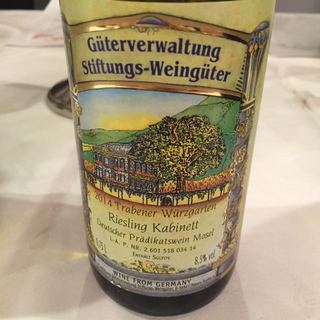 Güterverwaltung
Stiftungs-Weingüter
2014 Trabener Würzgarten
Riesling Kabinett
Deutscher Prädikatswein Mosel
L-A. P. NR. 2 601 518 034 14
ENTHÄLT SULFITE
8,5% vol
WINE FROM GERMANY